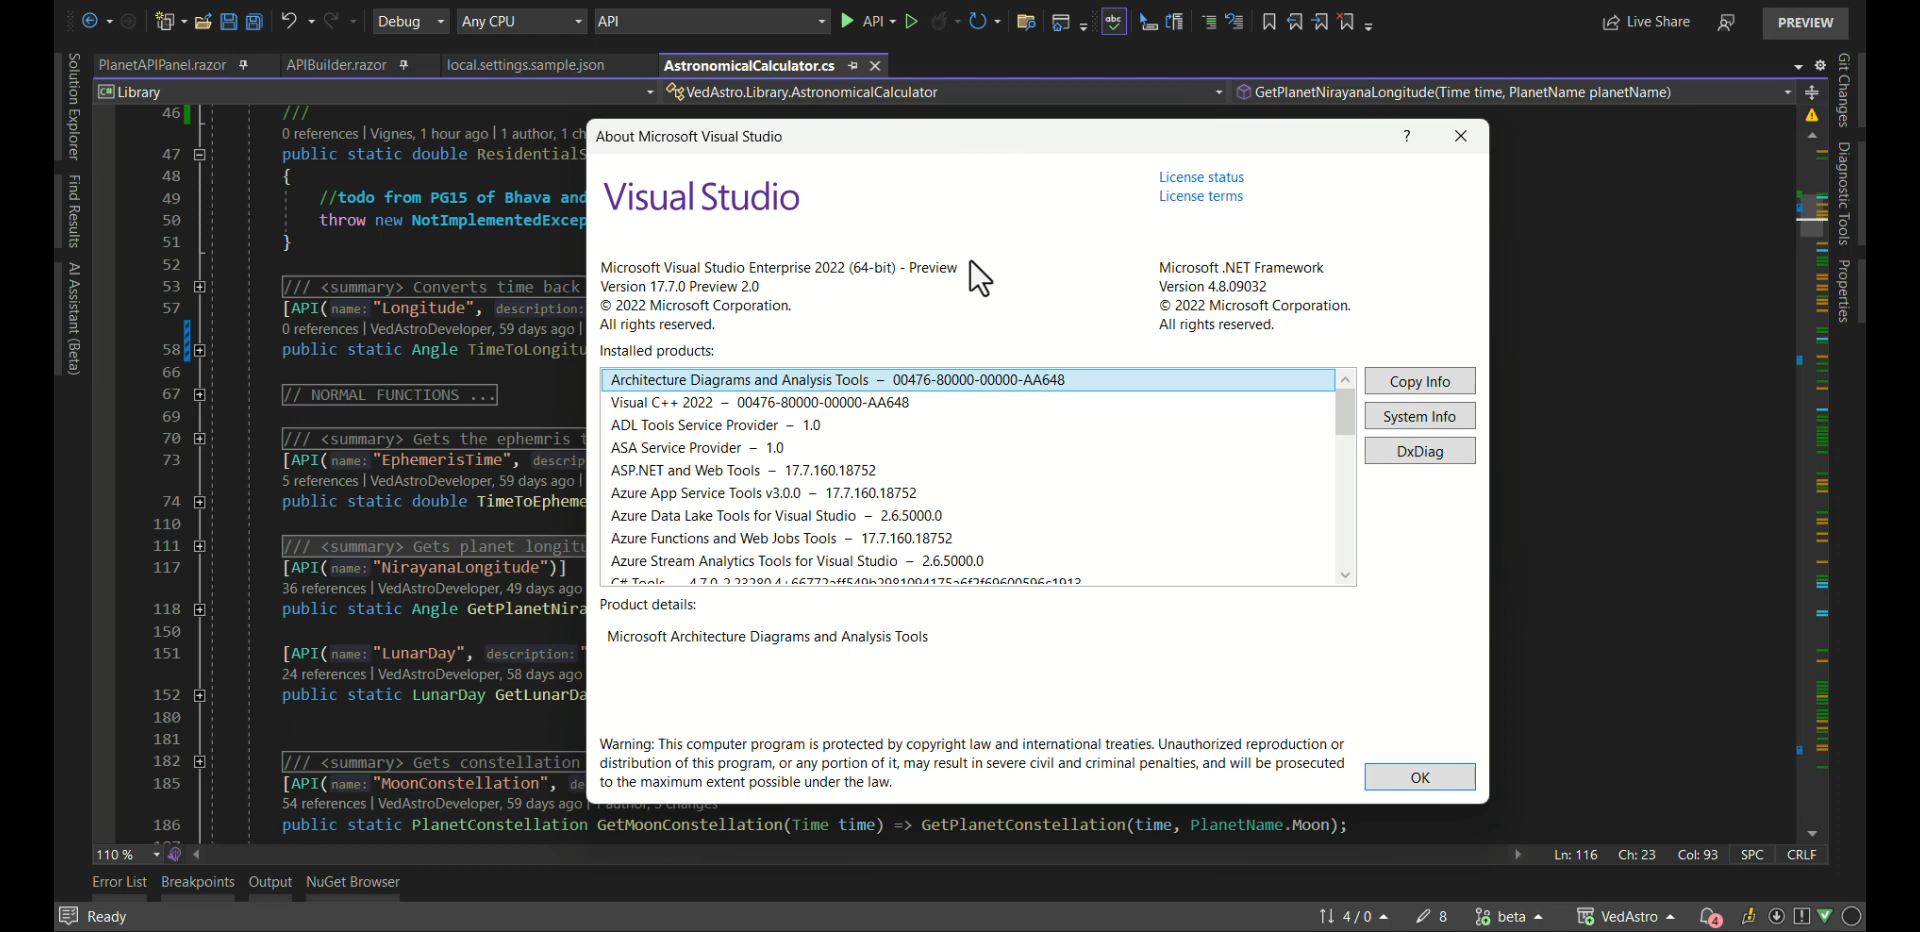 Debug
Any CPU
API
API
abc
Live Share
PREVIEW
Solution Explorer
Find Results
AI Assistant (Beta)
PlanetAPIPanel.razor
APIBuilder.razor
local.settings.sample.json
AstronomicalCalculator.cs
C# Library
VedAstro.Library.AstronomicalCalculator
GetPlanetNirayanaLongitude(Time time, PlanetName planetName)
46 ///
0 references | Vignes, 1 hour ago | 1 author, 1 ch
47 public static double ResidentialS
48 {
49 //todo from PG15 of Bhava and
50 throw new NotImplementedExcep
51 }
52
53 /// <summary> Converts time back
57 [API( name: "Longitude", description:
0 references | VedAstroDeveloper, 59 days ago |
58 public static Angle TimeToLongitu
66
67 // NORMAL FUNCTIONS ...
69
70 /// <summary> Gets the ephemris t
73 [API( name: "EphemerisTime", descrip
5 references | VedAstroDeveloper, 59 days ago |
74 public static double TimeToEpheme
110
111 /// <summary> Gets planet longitu
117 [API( name: "NirayanaLongitude")]
36 references | VedAstroDeveloper, 49 days ago
118 public static Angle GetPlanetNira
150
151 [API( name: "LunarDay", description: "
24 references | VedAstroDeveloper, 58 days ago
152 public static LunarDay GetLunarDa
180
181
182 /// <summary> Gets constellation
185 [API( name: "MoonConstellation", de
54 references | VedAstroDeveloper, 59 days ago | 1 author, 3 changes
186 public static PlanetConstellation GetMoonConstellation(Time time) => GetPlanetConstellation(time, PlanetName.Moon);
About Microsoft Visual Studio
?
Visual Studio
License status
License terms
Microsoft Visual Studio Enterprise 2022 (64-bit) - Preview
Version 17.7.0 Preview 2.0
© 2022 Microsoft Corporation.
All rights reserved.
Microsoft .NET Framework
Version 4.8.09032
© 2022 Microsoft Corporation.
All rights reserved.
Installed products:
Architecture Diagrams and Analysis Tools – 00476-80000-00000-AA648
Visual C++ 2022 – 00476-80000-00000-AA648
ADL Tools Service Provider – 1.0
ASA Service Provider – 1.0
ASP.NET and Web Tools – 17.7.160.18752
Azure App Service Tools v3.0.0 – 17.7.160.18752
Azure Data Lake Tools for Visual Studio – 2.6.5000.0
Azure Functions and Web Jobs Tools – 17.7.160.18752
Azure Stream Analytics Tools for Visual Studio – 2.6.5000.0
C# Tools
Copy Info
System Info
DxDiag
Product details:
Microsoft Architecture Diagrams and Analysis Tools
Warning: This computer program is protected by copyright law and international treaties. Unauthorized reproduction or
distribution of this program, or any portion of it, may result in severe civil and criminal penalties, and will be prosecuted
to the maximum extent possible under the law.
OK
Git Changes
Diagnostic Tools
Properties
110 %
Ln: 116
Ch: 23
Col: 93
SPC
CRLF
Error List
Breakpoints
Output
NuGet Browser
Ready
4 / 0
8
beta
VedAstro
4